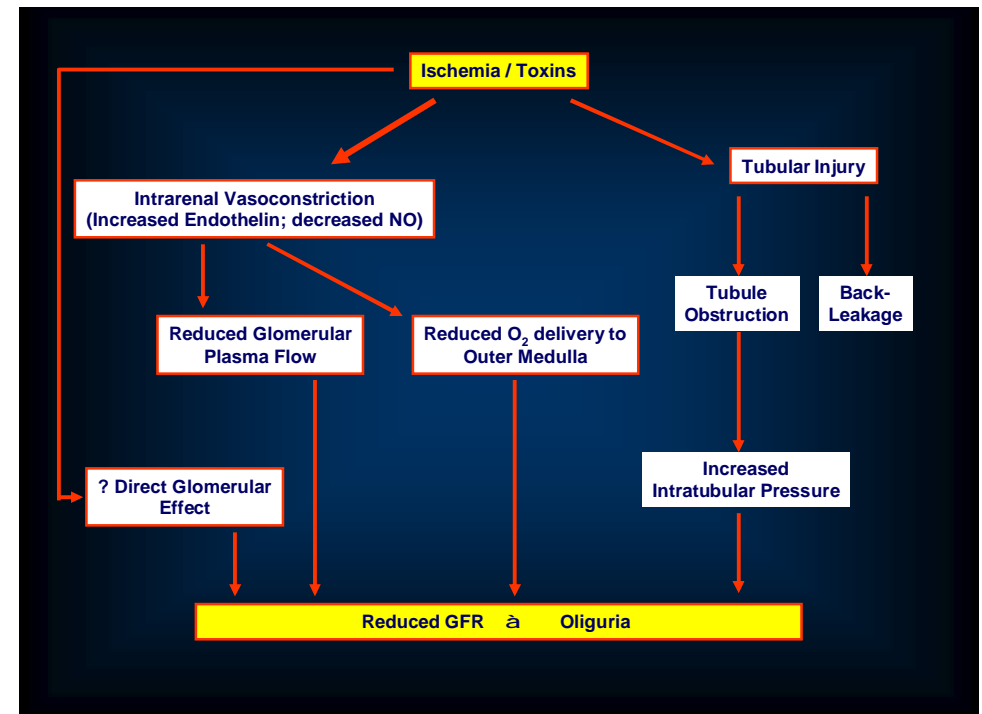 Ischemia / Toxins
Tubular Injury
Intrarenal Vasoconstriction
(Increased Endothelin; decreased NO)
Tubule
Obstruction
Back-
Leakage
Reduced Glomerular
Plasma Flow
Reduced O₂ delivery to
Outer Medulla
Increased
Intratubular Pressure
? Direct Glomerular
Effect
Reduced GFR à Oliguria